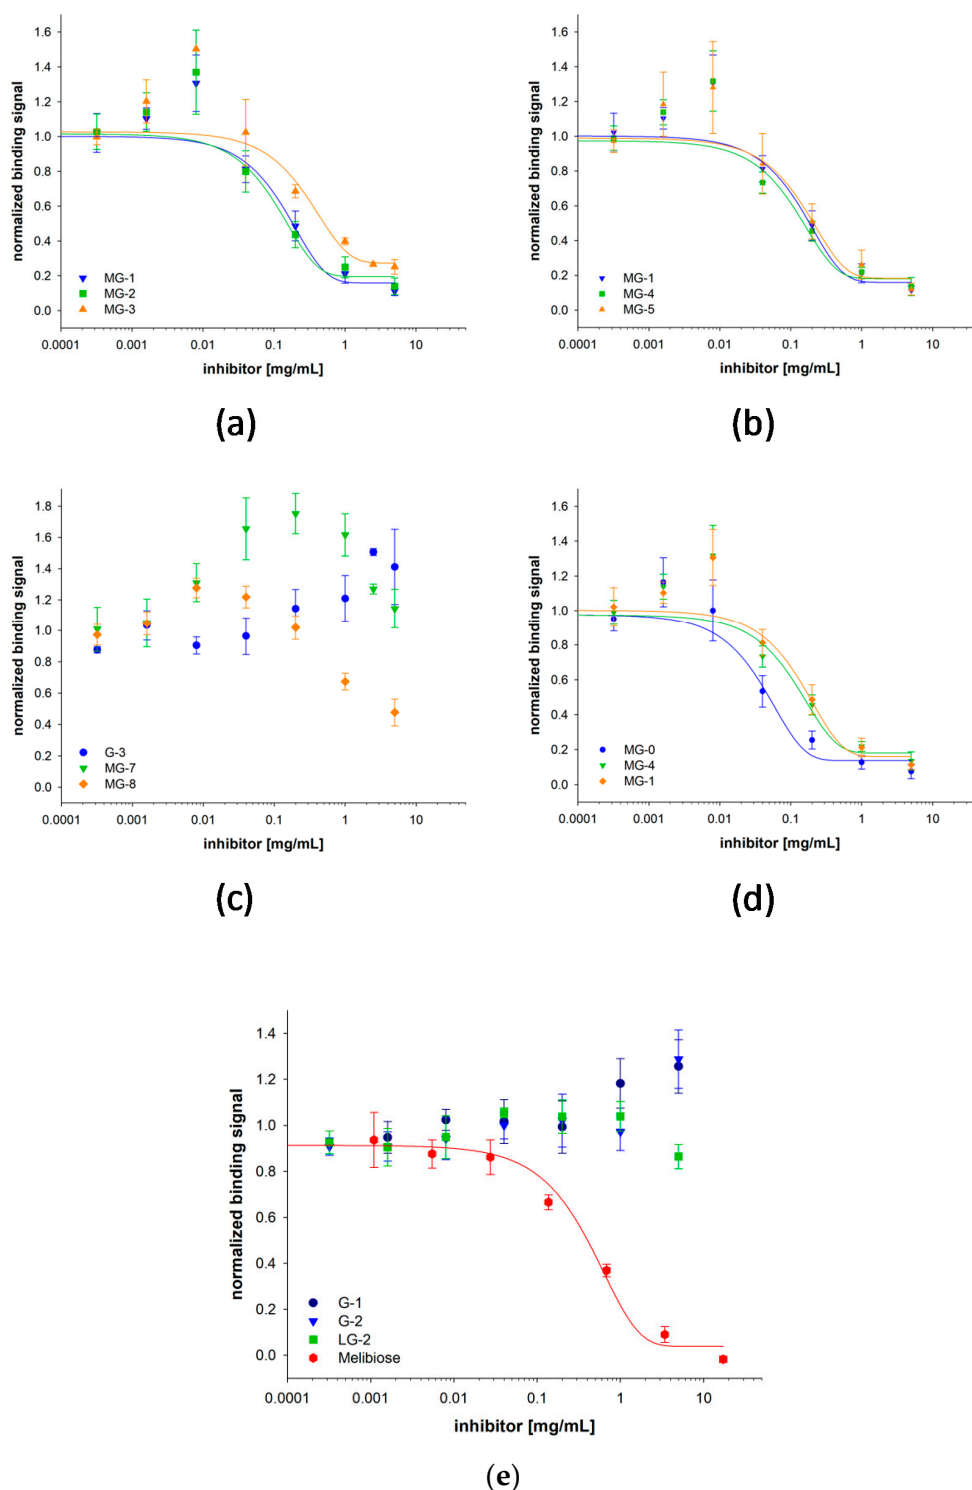 normalized binding signal
1.6
1.4
1.2
1.0
0.8
0.6
0.4
0.2
0.0
MG-1
MG-2
MG-3
0.0001
0.001
0.01
0.1
1
10
inhibitor [mg/mL]
(a)
normalized binding signal
1.6
1.4
1.2
1.0
0.8
0.6
0.4
0.2
0.0
MG-1
MG-4
MG-5
0.0001
0.001
0.01
0.1
1
10
inhibitor [mg/mL]
(b)
normalized binding signal
1.8
1.6
1.4
1.2
1.0
0.8
0.6
0.4
0.2
0.0
G-3
MG-7
MG-8
0.0001
0.001
0.01
0.1
1
10
inhibitor [mg/mL]
(c)
normalized binding signal
1.6
1.4
1.2
1.0
0.8
0.6
0.4
0.2
0.0
MG-0
MG-4
MG-1
0.0001
0.001
0.01
0.1
1
10
inhibitor [mg/mL]
(d)
normalized binding signal
1.4
1.2
1.0
0.8
0.6
0.4
0.2
0.0
G-1
G-2
LG-2
Melibiose
0.0001
0.001
0.01
0.1
1
10
inhibitor [mg/mL]
(e)